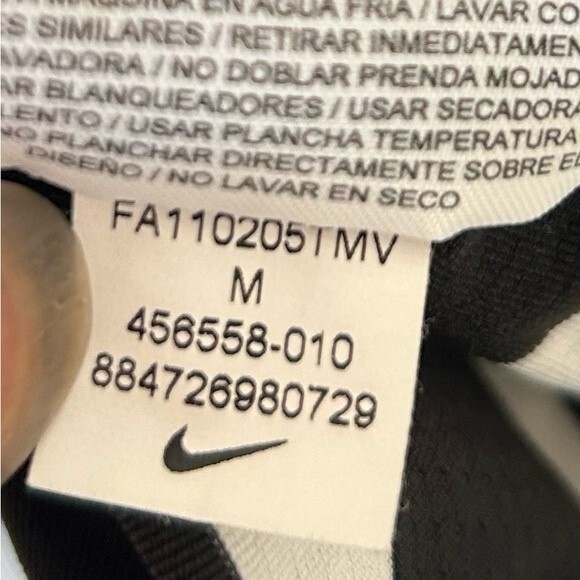 MAQUINA EN AGUA FRIA / LAVAR CO
S SIMILARES / RETIRAR INMEDIATAMEN
AVADORA / NO DOBLAR PRENDA MOJAD
AR BLANQUEADORES / USAR SECADORA
LENTO / USAR PLANCHA TEMPERATURA
NO PLANCHAR DIRECTAMENTE SOBRE EL
DISEÑO / NO LAVAR EN SECO
FA110205TMV
M
456558-010
884726980729